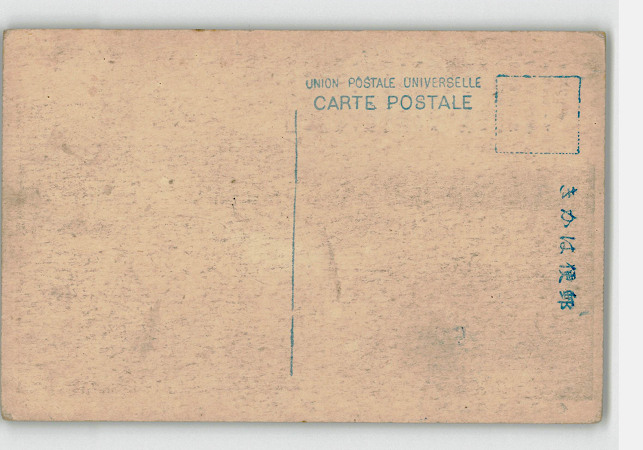 UNION POSTALE UNIVERSELLE
CARTE POSTALE
きかは便郵